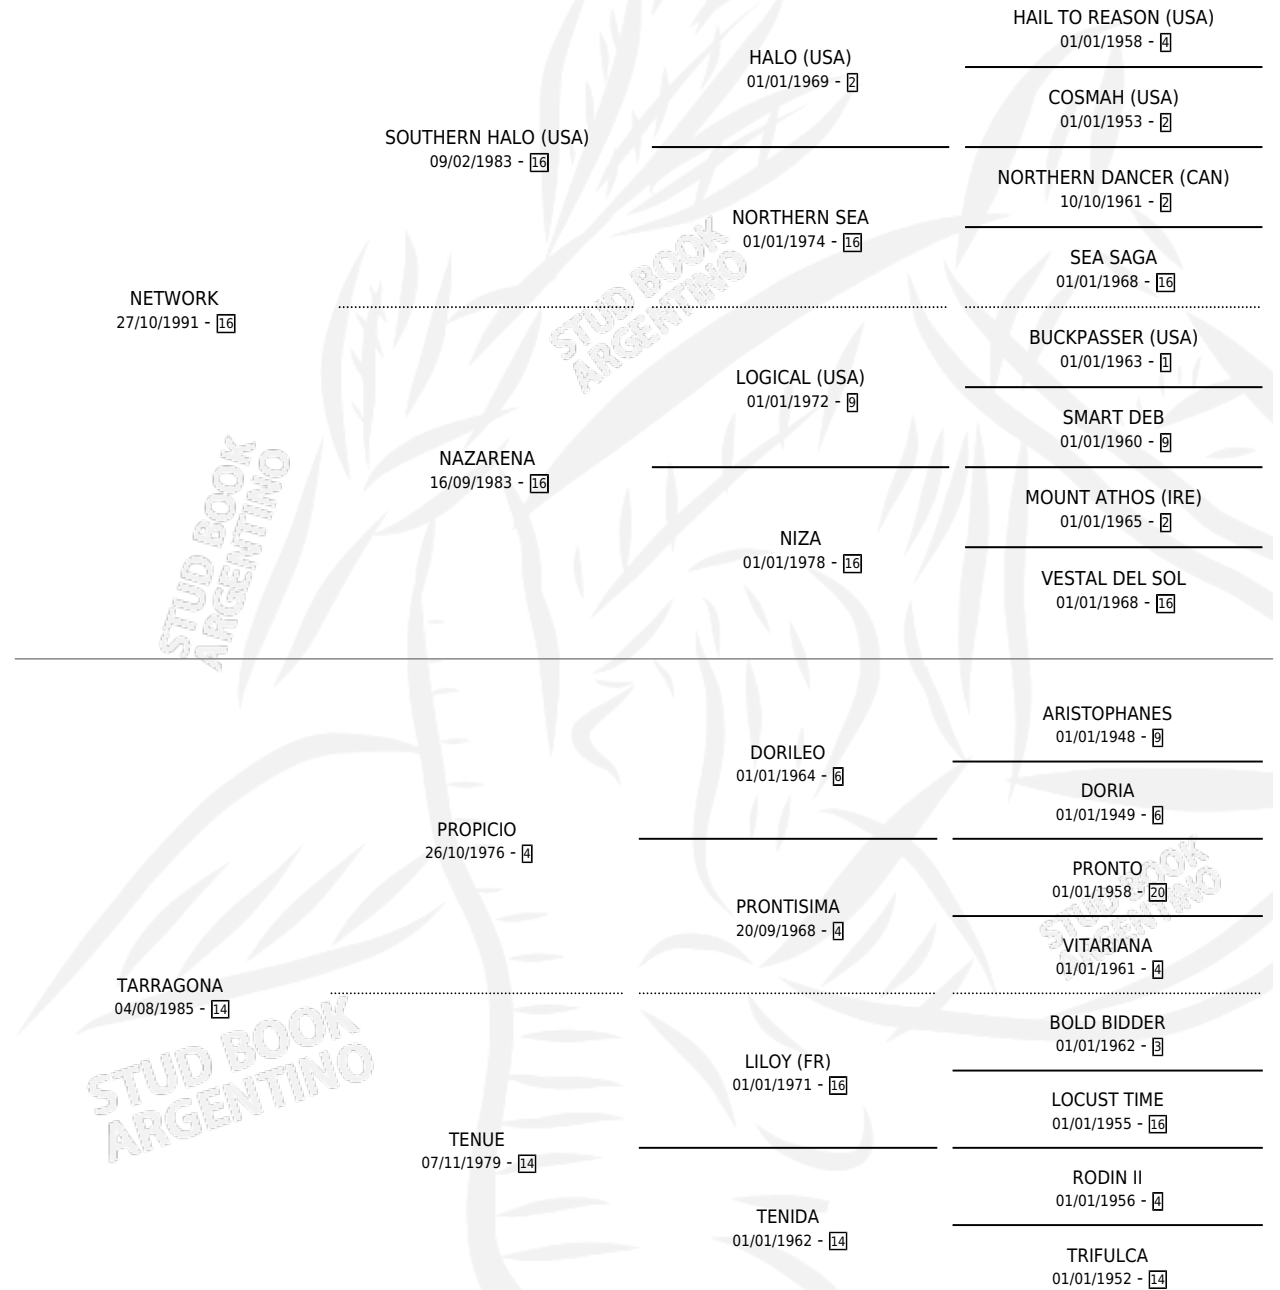 HAIL TO REASON (USA)
01/01/1958 - 4
HALO (USA)
01/01/1969 - 2
COSMAH (USA)
01/01/1953 - 2
SOUTHERN HALO (USA)
09/02/1983 - 16
NORTHERN DANCER (CAN)
10/10/1961 - 2
NORTHERN SEA
01/01/1974 - 16
SEA SAGA
01/01/1968 - 16
NETWORK
27/10/1991 - 16
STUD BOOK
ARGENTINO
BUCKPASSER (USA)
01/01/1963 - 1
LOGICAL (USA)
01/01/1972 - 9
SMART DEB
01/01/1960 - 9
NAZARENA
16/09/1983 - 16
MOUNT ATHOS (IRE)
01/01/1965 - 2
NIZA
01/01/1978 - 16
VESTAL DEL SOL
01/01/1968 - 16
STUD BOOK
ARGENTINO
ARISTOPHANES
01/01/1948 - 9
DORILEO
01/01/1964 - 6
DORIA
01/01/1949 - 6
PROPICIO
26/10/1976 - 4
PRONTO
01/01/1958 - 20
PRONTISIMA
20/09/1968 - 4
VITARIANA
01/01/1961 - 4
STUD BOOK
ARGENTINO
TARRAGONA
04/08/1985 - 14
BOLD BIDDER
01/01/1962 - 3
LILOY (FR)
01/01/1971 - 16
LOCUST TIME
01/01/1955 - 16
STUD BOOK
ARGENTINO
TENUE
07/11/1979 - 14
RODIN II
01/01/1956 - 4
TENIDA
01/01/1962 - 14
TRIFULCA
01/01/1952 - 14